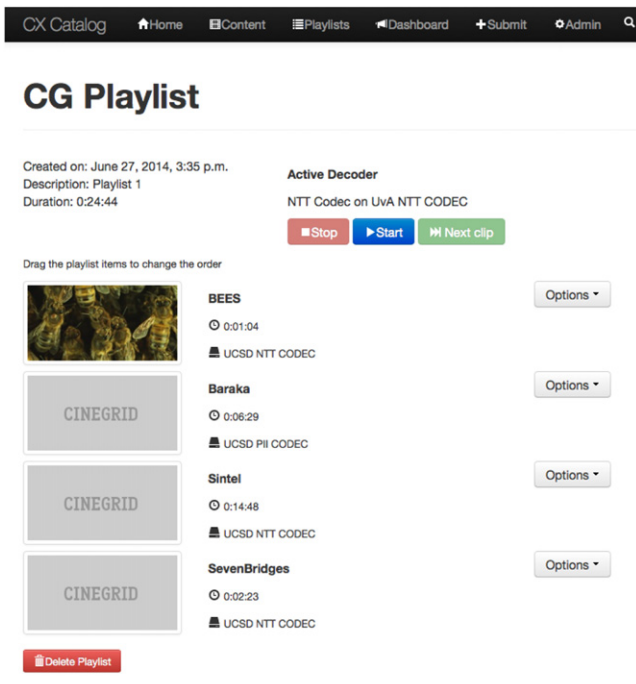 CX Catalog Home Content Playlists Dashboard Submit Admin
CG Playlist
Created on: June 27, 2014, 3:35 p.m.
Description: Playlist 1
Duration: 0:24:44
Active Decoder
NTT Codec on UvA NTT CODEC
Stop Start Next clip
Drag the playlist items to change the order
BEES Options
0:01:04
UCSD NTT CODEC
Baraka Options
CINEGRID
0:06:29
UCSD PII CODEC
Sintel Options
CINEGRID
0:14:48
UCSD NTT CODEC
SevenBridges Options
CINEGRID
0:02:23
UCSD NTT CODEC
Delete Playlist